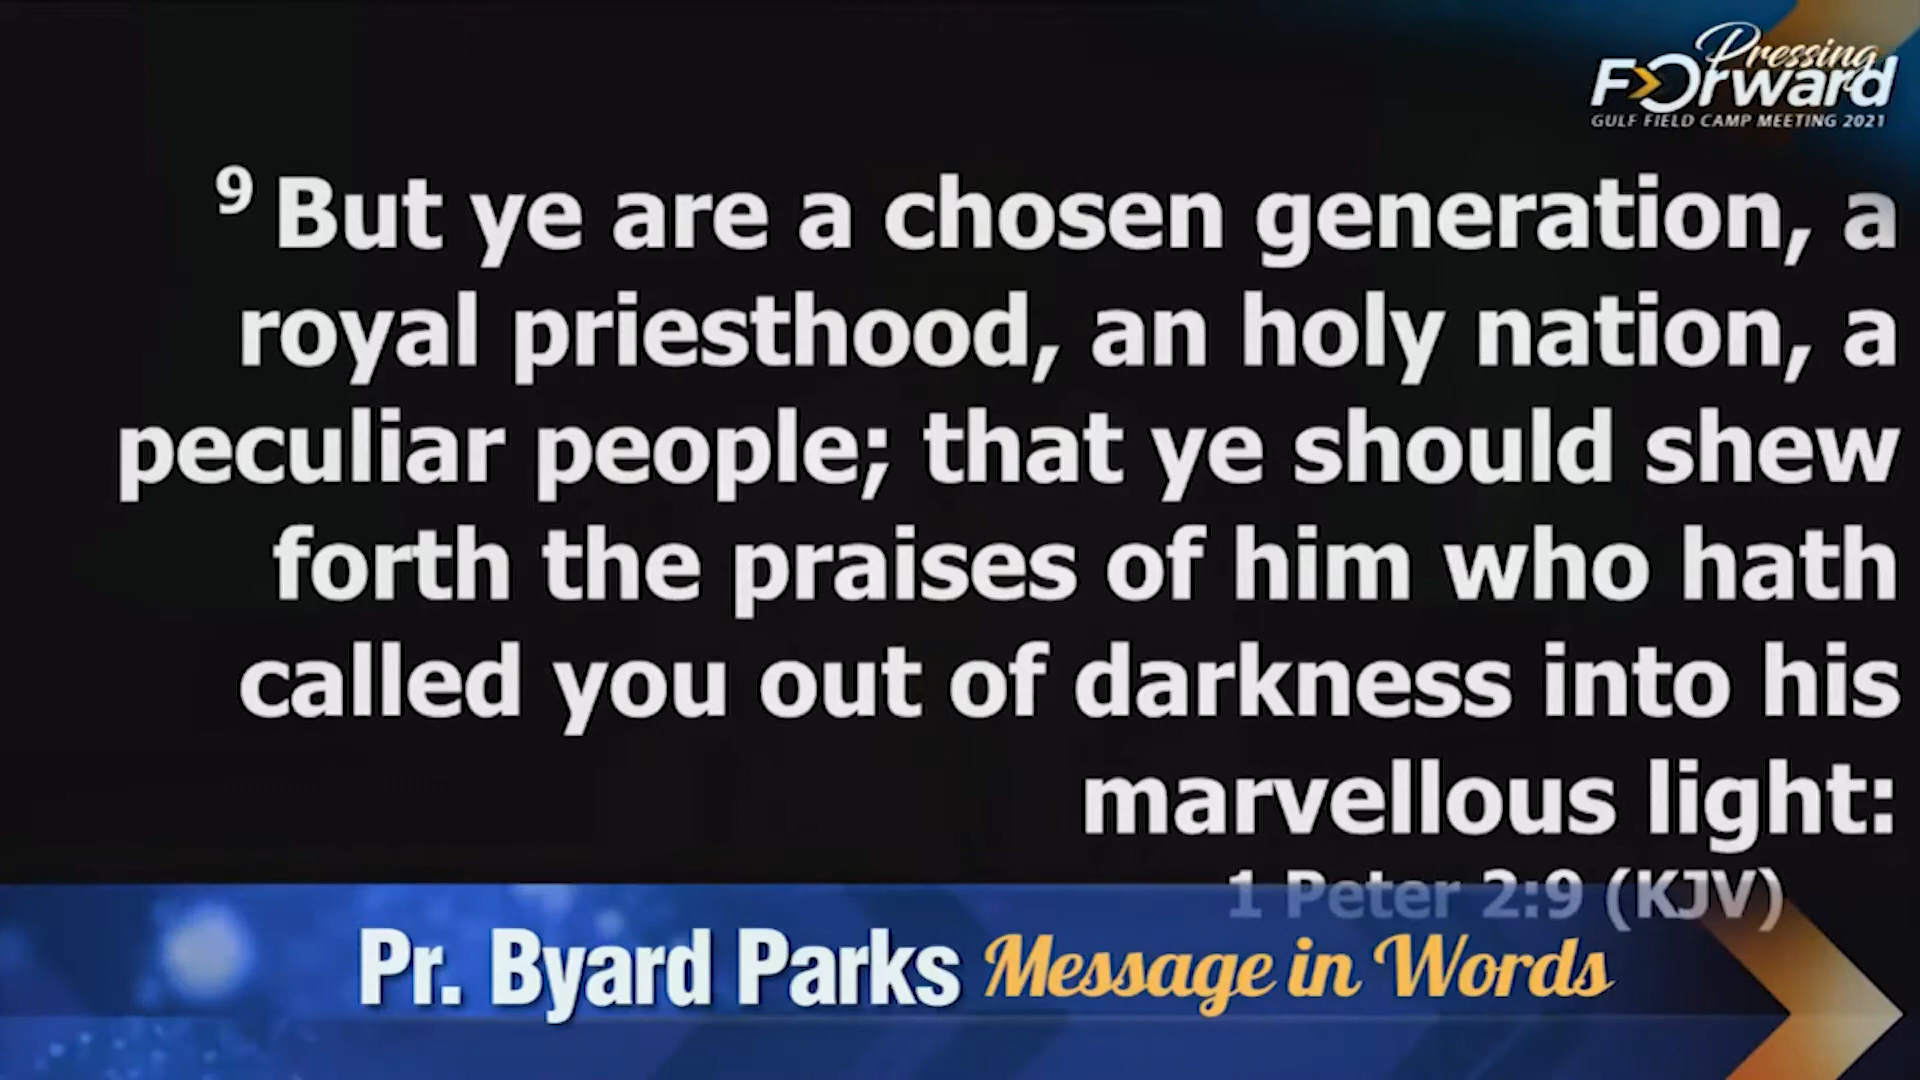 Pressing
Forward
GULF FIELD CAMP MEETING 2021
9 But ye are a chosen generation, a
royal priesthood, an holy nation, a
peculiar people; that ye should shew
forth the praises of him who hath
called you out of darkness into his
marvellous light:
1 Peter 2:9 (KJV)
Pr. Byard Parks Message in Words